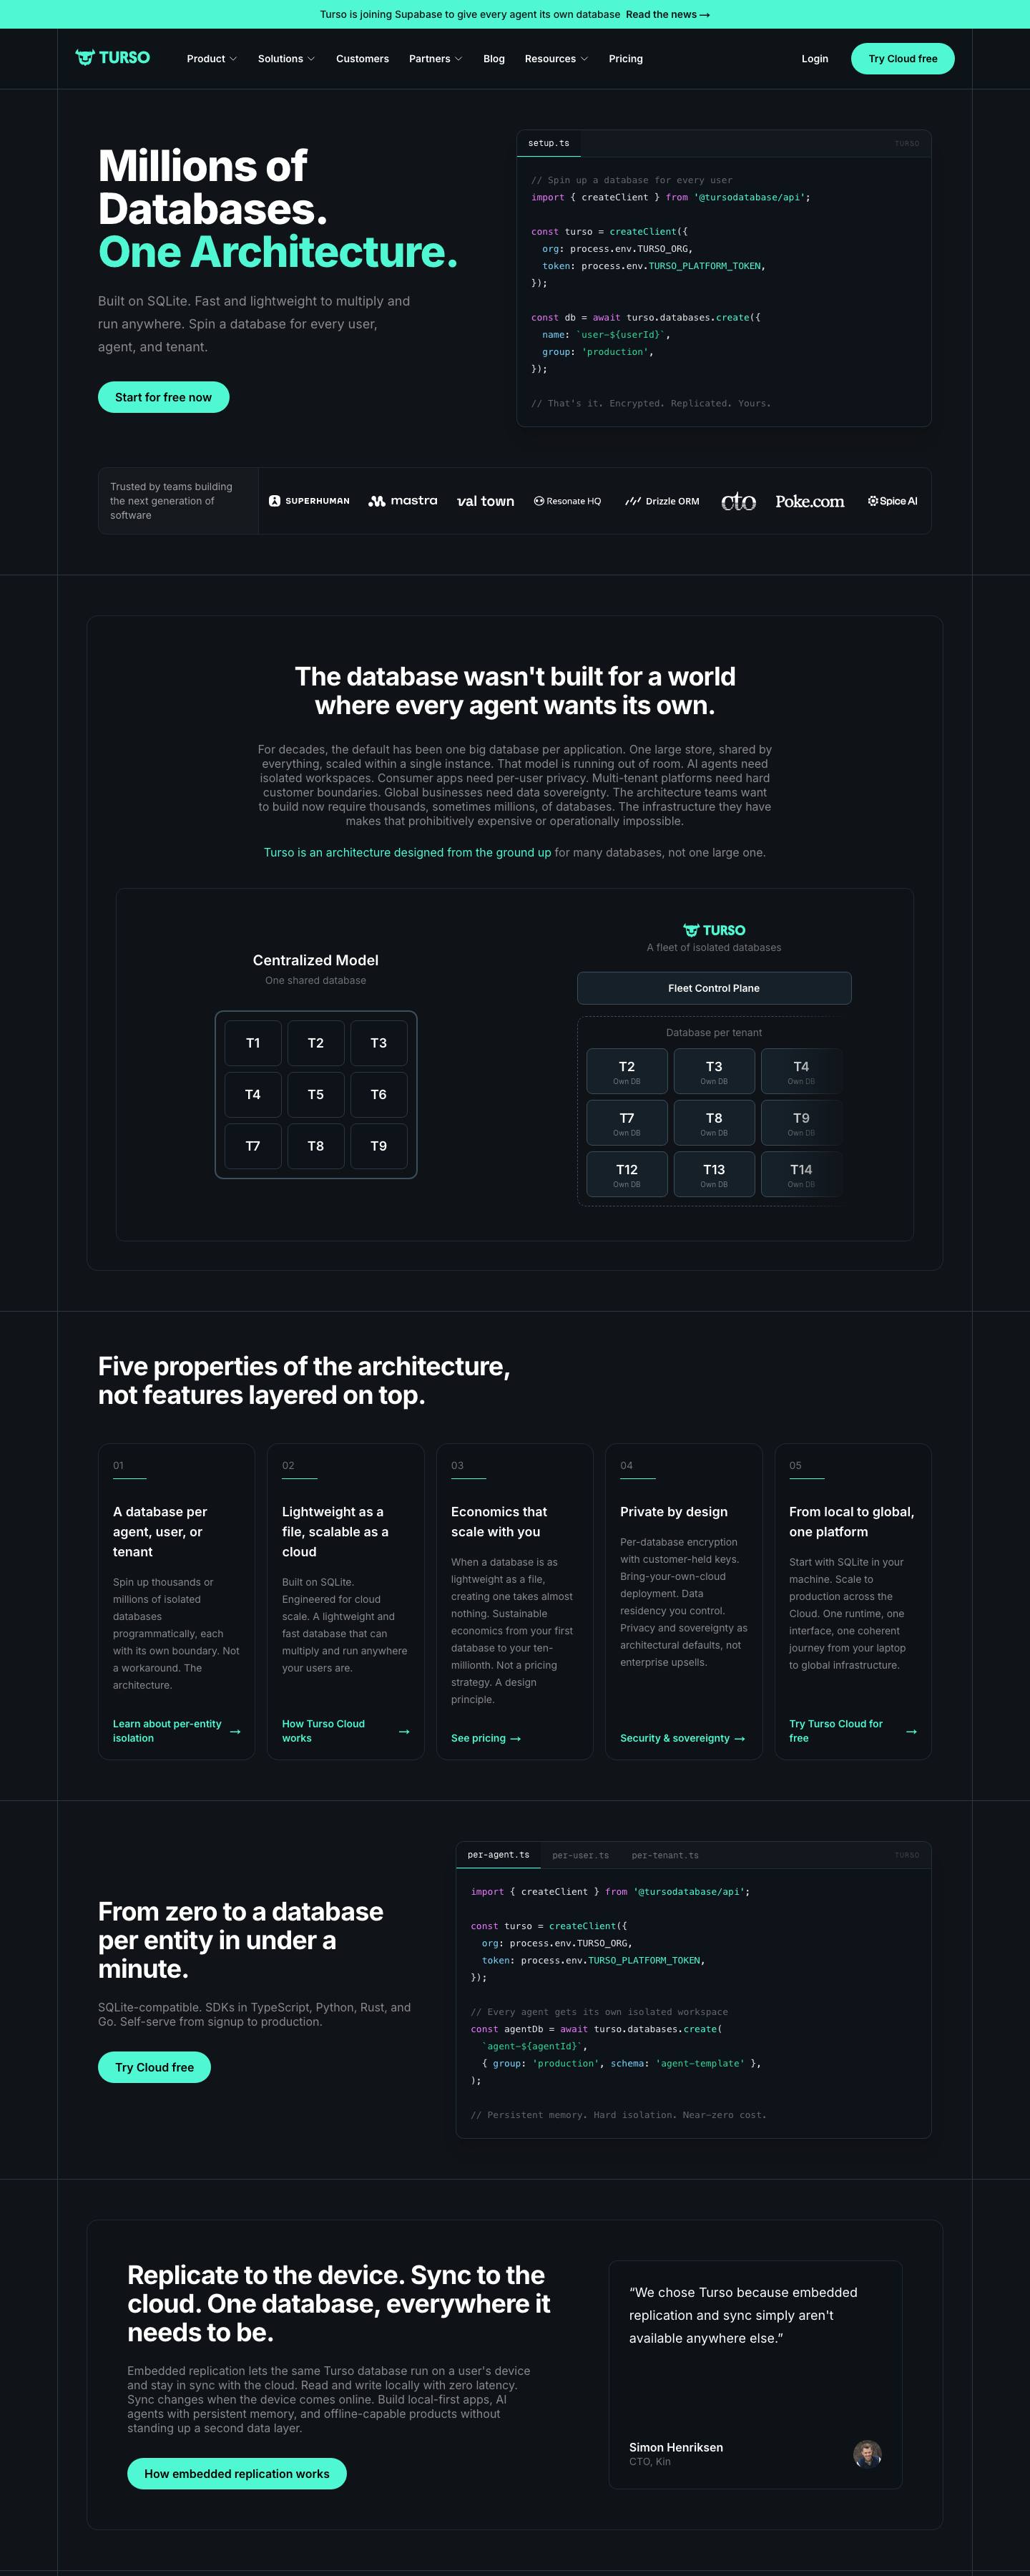 Turso is joining Supabase to give every agent its own database Read the news →
TURSO
Product Solutions Customers Partners Blog Resources Pricing Login Try Cloud free
Millions of
Databases.
One Architecture.
Built on SQLite. Fast and lightweight to multiply and
run anywhere. Spin a database for every user,
agent, and tenant.
Start for free now
setup.ts TURSO
// Spin up a database for every user
import { createClient } from '@tursodatabase/api';
const turso = createClient({
org: process.env.TURSO_ORG,
token: process.env.TURSO_PLATFORM_TOKEN,
});
const db = await turso.databases.create({
name: `user-${userId}`,
group: 'production',
});
// That's it. Encrypted. Replicated. Yours.
Trusted by teams building
the next generation of
software
SUPERHUMAN mastra val town Resonate HQ Drizzle ORM cto Poke.com Spice AI
The database wasn't built for a world
where every agent wants its own.
For decades, the default has been one big database per application. One large store, shared by
everything, scaled within a single instance. That model is running out of room. AI agents need
isolated workspaces. Consumer apps need per-user privacy. Multi-tenant platforms need hard
customer boundaries. Global businesses need data sovereignty. The architecture teams want
to build now require thousands, sometimes millions, of databases. The infrastructure they have
makes that prohibitively expensive or operationally impossible.
Turso is an architecture designed from the ground up for many databases, not one large one.
Centralized Model
One shared database
T1 T2 T3
T4 T5 T6
T7 T8 T9
TURSO
A fleet of isolated databases
Fleet Control Plane
Database per tenant
T2 T3 T4
Own DB Own DB Own DB
T7 T8 T9
Own DB Own DB Own DB
T12 T13 T14
Own DB Own DB Own DB
Five properties of the architecture,
not features layered on top.
01
A database per
agent, user, or
tenant
Spin up thousands or
millions of isolated
databases
programmatically, each
with its own boundary. Not
a workaround. The
architecture.
Learn about per-entity
isolation →
02
Lightweight as a
file, scalable as a
cloud
Built on SQLite.
Engineered for cloud
scale. A lightweight and
fast database that can
multiply and run anywhere
your users are.
How Turso Cloud
works →
03
Economics that
scale with you
When a database is as
lightweight as a file,
creating one takes almost
nothing. Sustainable
economics from your first
database to your ten-
millionth. Not a pricing
strategy. A design
principle.
See pricing →
04
Private by design
Per-database encryption
with customer-held keys.
Bring-your-own-cloud
deployment. Data
residency you control.
Privacy and sovereignty as
architectural defaults, not
enterprise upsells.
Security & sovereignty →
05
From local to global,
one platform
Start with SQLite in your
machine. Scale to
production across the
Cloud. One runtime, one
interface, one coherent
journey from your laptop
to global infrastructure.
Try Turso Cloud for
free →
From zero to a database
per entity in under a
minute.
SQLite-compatible. SDKs in TypeScript, Python, Rust, and
Go. Self-serve from signup to production.
Try Cloud free
per-agent.ts per-user.ts per-tenant.ts TURSO
import { createClient } from '@tursodatabase/api';
const turso = createClient({
org: process.env.TURSO_ORG,
token: process.env.TURSO_PLATFORM_TOKEN,
});
// Every agent gets its own isolated workspace
const agentDb = await turso.databases.create(
`agent-${agentId}`,
{ group: 'production', schema: 'agent-template' },
);
// Persistent memory. Hard isolation. Near-zero cost.
Replicate to the device. Sync to the
cloud. One database, everywhere it
needs to be.
Embedded replication lets the same Turso database run on a user's device
and stay in sync with the cloud. Read and write locally with zero latency.
Sync changes when the device comes online. Build local-first apps, AI
agents with persistent memory, and offline-capable products without
standing up a second data layer.
How embedded replication works
“We chose Turso because embedded
replication and sync simply aren't
available anywhere else.”
Simon Henriksen
CTO, Kin